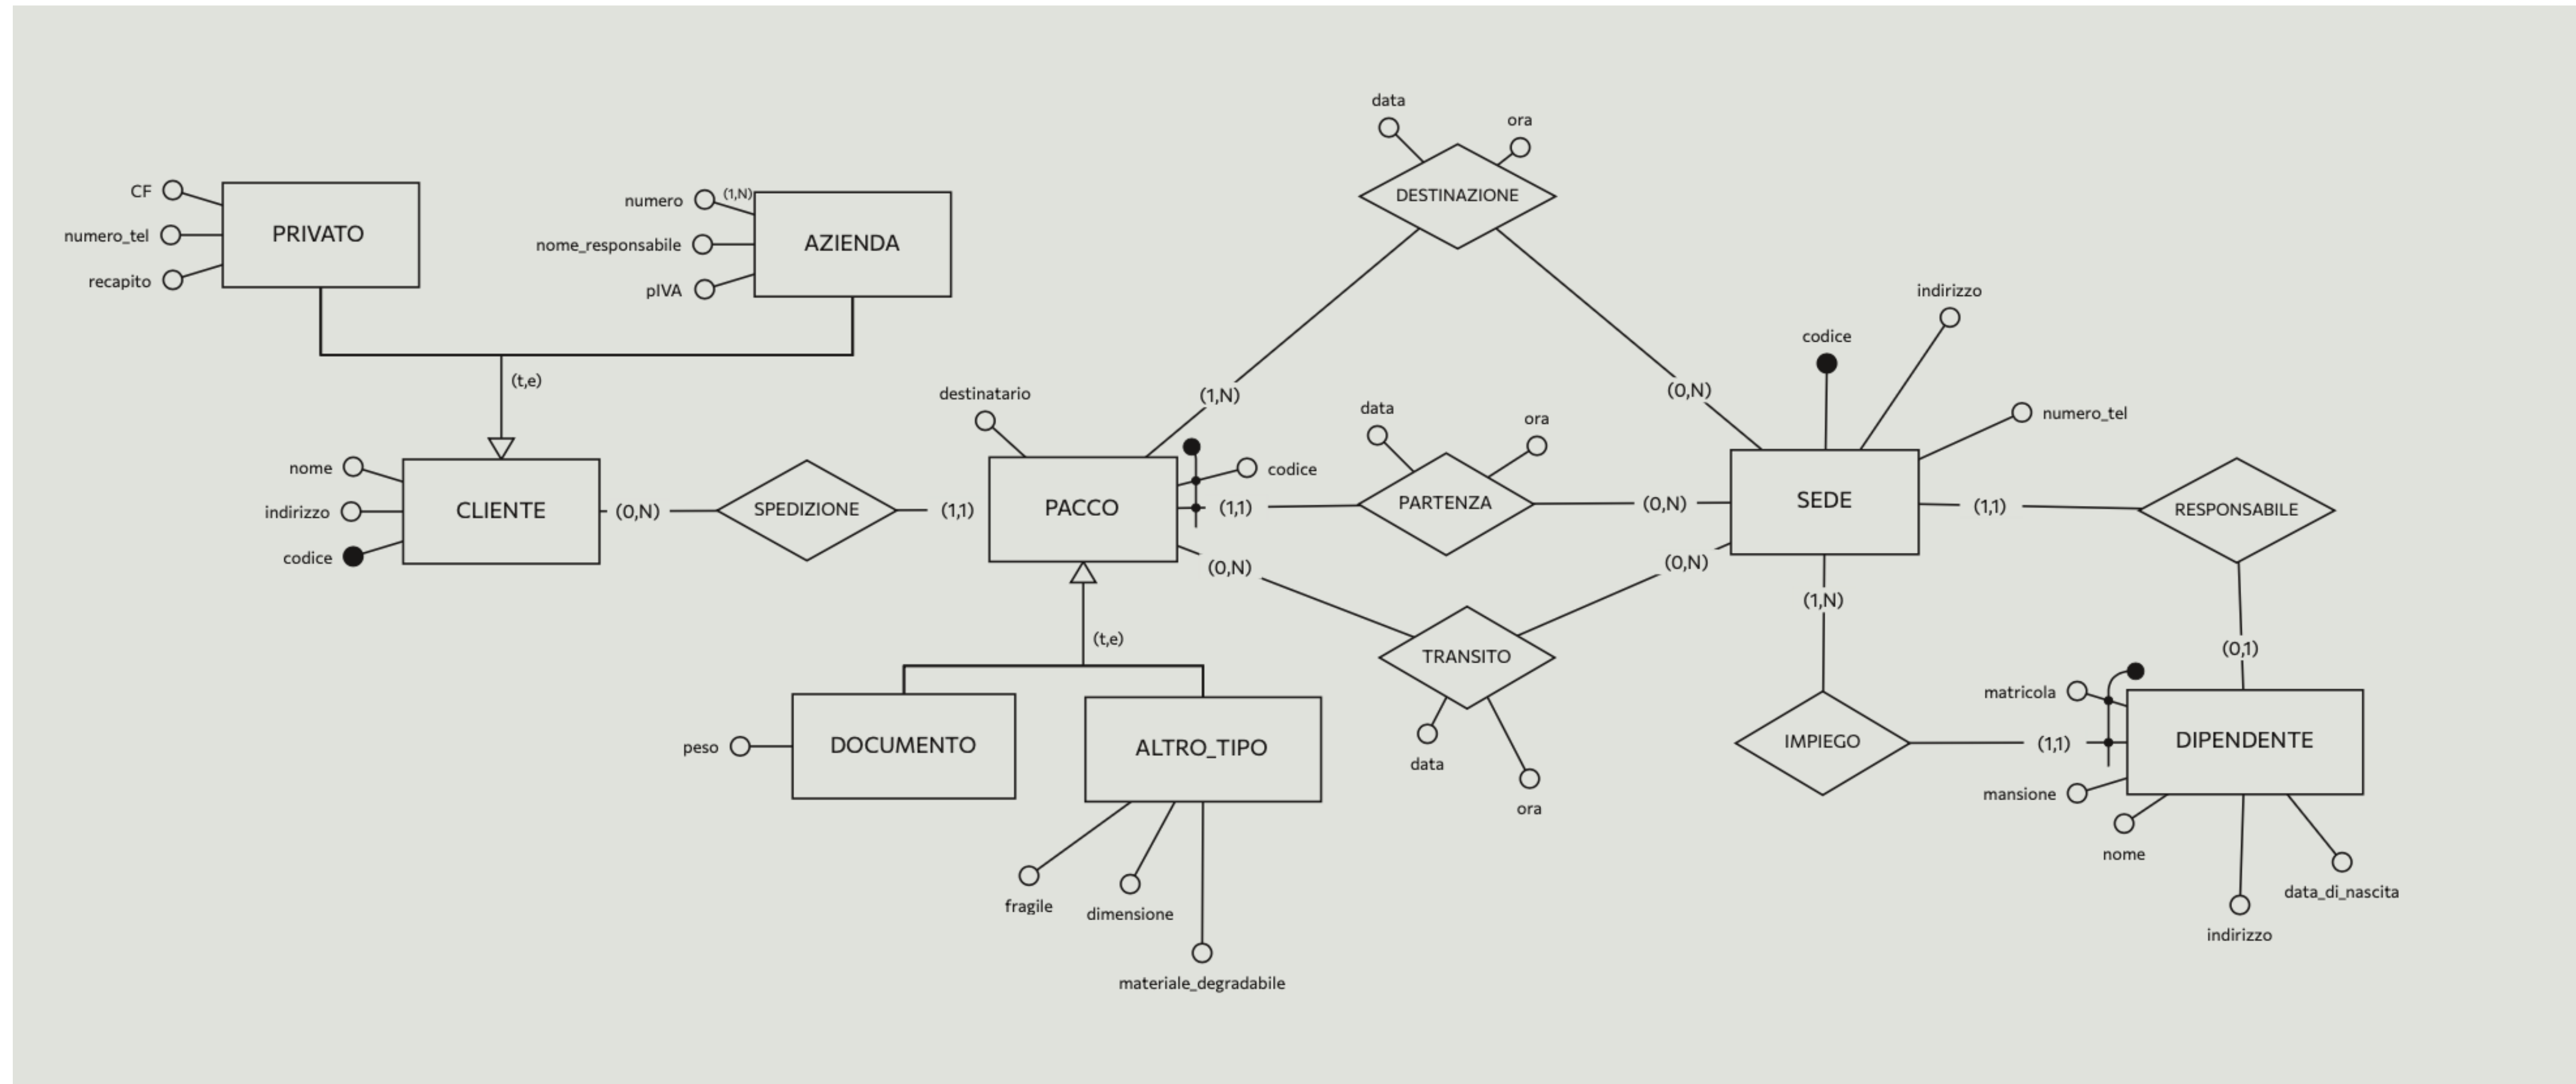 data
ora
DESTINAZIONE
CF
numero_tel
recapito
PRIVATO
numero
(1,N)
nome_responsabile
pIVA
AZIENDA
(t,e)
indirizzo
codice
numero_tel
destinatario
(1,N)
(0,N)
data
ora
nome
indirizzo
codice
CLIENTE
(0,N)
SPEDIZIONE
(1,1)
PACCO
codice
(1,1)
PARTENZA
(0,N)
SEDE
(1,1)
RESPONSABILE
(0,N)
(0,N)
(1,N)
(t,e)
TRANSITO
(0,1)
matricola
peso
DOCUMENTO
ALTRO_TIPO
data
ora
IMPIEGO
(1,1)
DIPENDENTE
mansione
nome
data_di_nascita
indirizzo
fragile
dimensione
materiale_degradabile